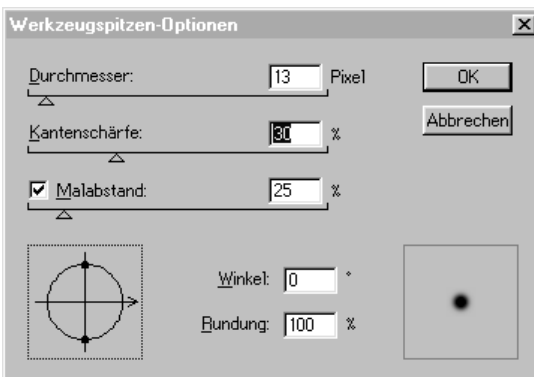 Werkzeugspitzen-Optionen
Durchmesser: 13 Pixel
OK
Kantenschärfe: 30 %
Abbrechen
Malabstand: 25 %
Winkel: 0 °
Rundung: 100 %